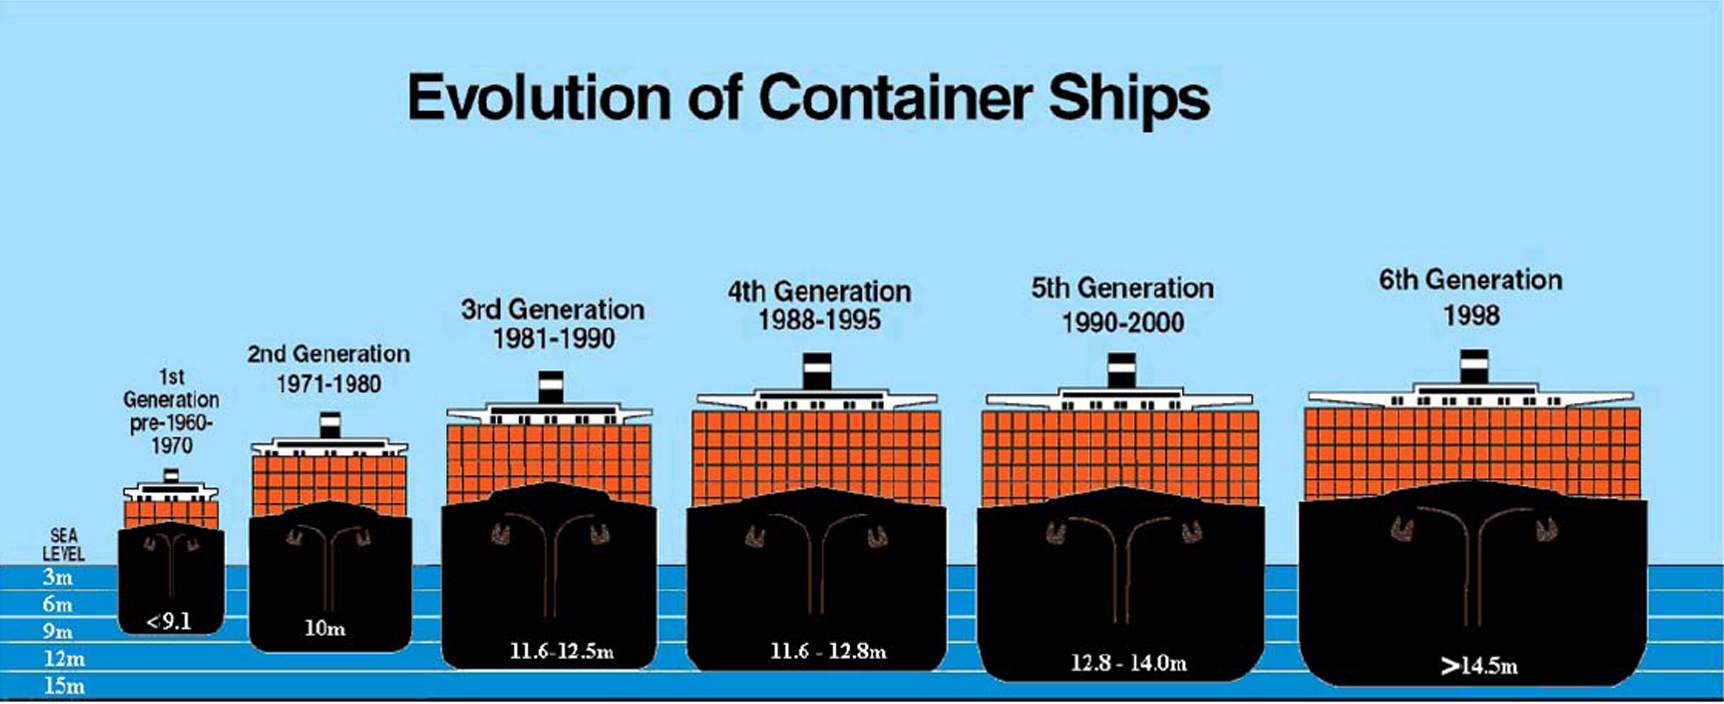 Evolution of Container Ships
1st
Generation
pre-1960-
1970
2nd Generation
1971-1980
3rd Generation
1981-1990
4th Generation
1988-1995
5th Generation
1990-2000
6th Generation
1998
SEA
LEVEL
3m
6m
9m
12m
15m
<9.1
10m
11.6-12.5m
11.6 - 12.8m
12.8 - 14.0m
>14.5m